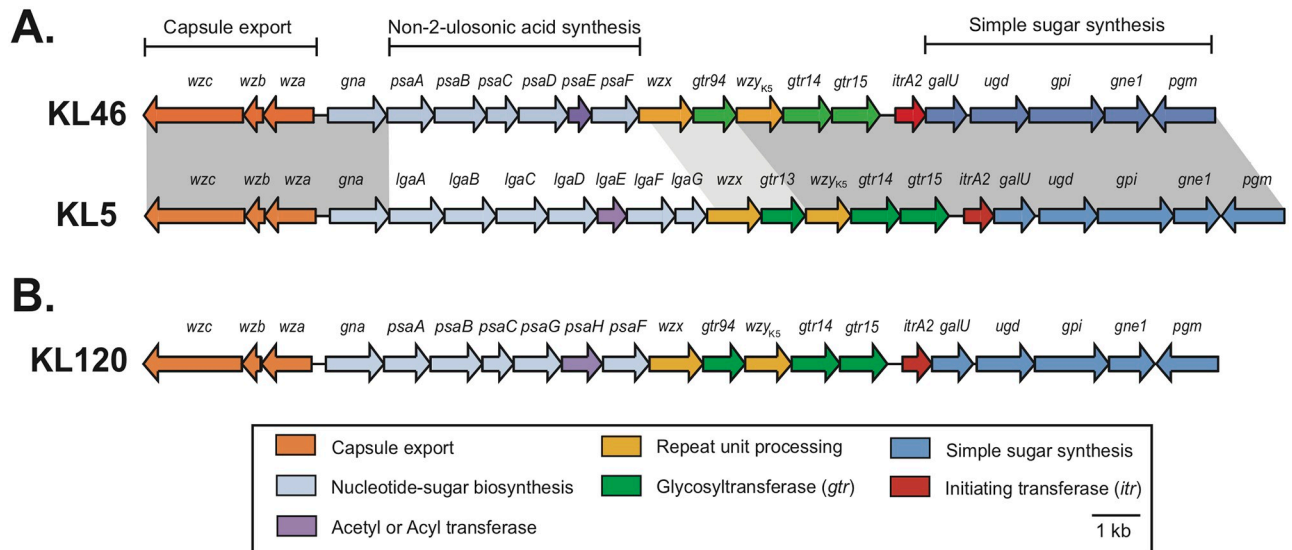 A.
Capsule export Non-2-ulosonic acid synthesis Simple sugar synthesis
wzc wzb wza gna psaA psaB psaC psaD psaE psaF wzx gtr94 wzyK5 gtr14 gtr15 itrA2 galU ugd gpi gne1 pgm
KL46
wzc wzb wza gna lgaA lgaB lgaC lgaD lgaE lgaF lgaG wzx gtr13 wzyK5 gtr14 gtr15 itrA2 galU ugd gpi gne1 pgm
KL5
B.
wzc wzb wza gna psaA psaB psaC psaG psaH psaF wzx gtr94 wzyK5 gtr14 gtr15 itrA2 galU ugd gpi gne1 pgm
KL120
Capsule export Repeat unit processing Simple sugar synthesis
Nucleotide-sugar biosynthesis Glycosyltransferase (gtr) Initiating transferase (itr)
Acetyl or Acyl transferase
1 kb